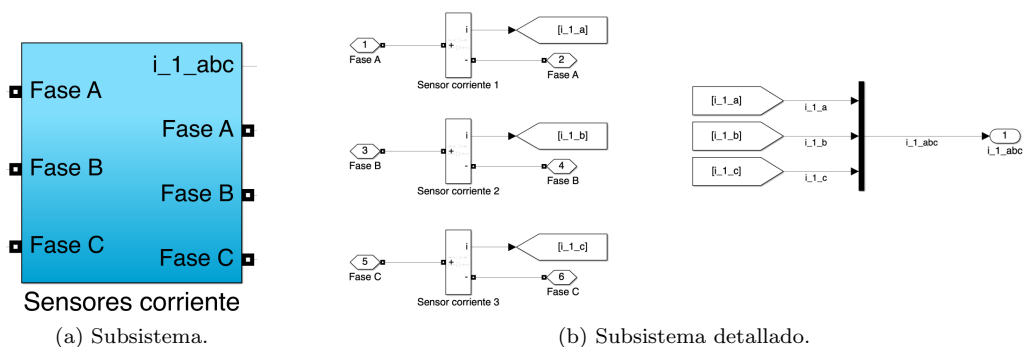 i_1_abc
Fase A
Fase A
Fase B
Fase B
Fase C
Fase C
Sensores corriente
(a) Subsistema.
1
Fase A
+
i
-
[i_1_a]
2
Fase A
Sensor corriente 1
3
Fase B
+
i
-
[i_1_b]
4
Fase B
Sensor corriente 2
5
Fase C
+
i
-
[i_1_c]
6
Fase C
Sensor corriente 3
[i_1_a]
i_1_a
[i_1_b]
i_1_b
[i_1_c]
i_1_c
i_1_abc
1
i_1_abc
(b) Subsistema detallado.